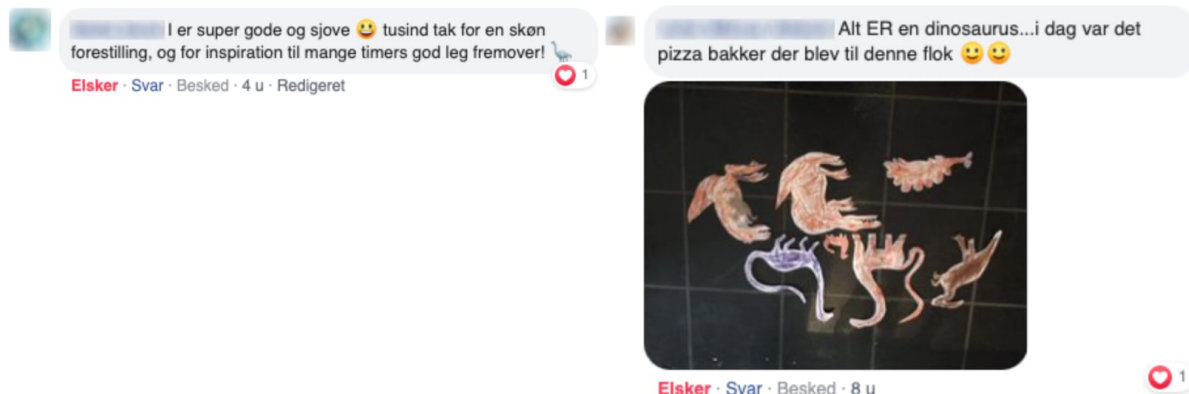 I er super gode og sjove 😀 tusind tak for en skøn
forestilling, og for inspiration til mange timers god leg fremover! 🦕
1
Elsker · Svar · Besked · 4 u · Redigeret
Alt ER en dinosaurus...i dag var det
pizza bakker der blev til denne flok 🙂🙂
1
Elsker · Svar · Besked · 8 u